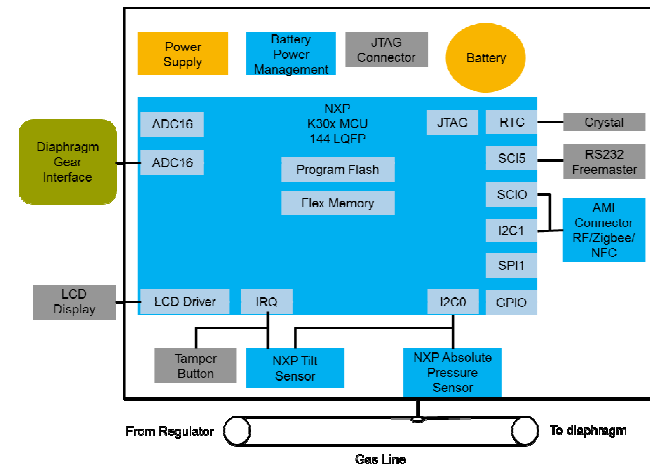 Power
Supply
Battery
Power
Management
JTAG
Connector
Battery
NXP
K30x MCU
144 LQFP
ADC16
ADC16
JTAG
RTC
SCI5
SCIO
I2C1
SPI1
GPIO
Program Flash
Flex Memory
LCD Driver
IRQ
I2C0
Diaphragm
Gear
Interface
LCD
Display
Crystal
RS232
Freemaster
AMI
Connector
RF/Zigbee/
NFC
Tamper
Button
NXP Tilt
Sensor
NXP Absolute
Pressure
Sensor
From Regulator
To diaphragm
Gas Line